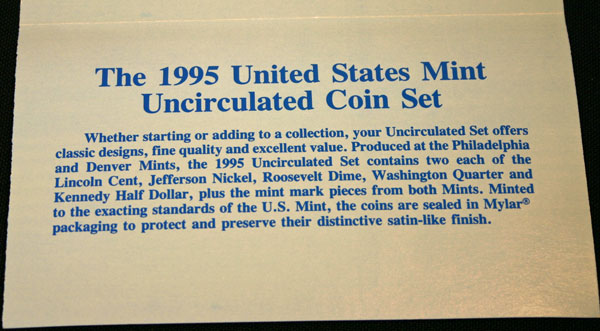 The 1995 United States Mint
Uncirculated Coin Set
Whether starting or adding to a collection, your Uncirculated Set offers
classic designs, fine quality and excellent value. Produced at the Philadelphia
and Denver Mints, the 1995 Uncirculated Set contains two each of the
Lincoln Cent, Jefferson Nickel, Roosevelt Dime, Washington Quarter and
Kennedy Half Dollar, plus the mint mark pieces from both Mints. Minted
to the exacting standards of the U.S. Mint, the coins are sealed in Mylar®
packaging to protect and preserve their distinctive satin-like finish.